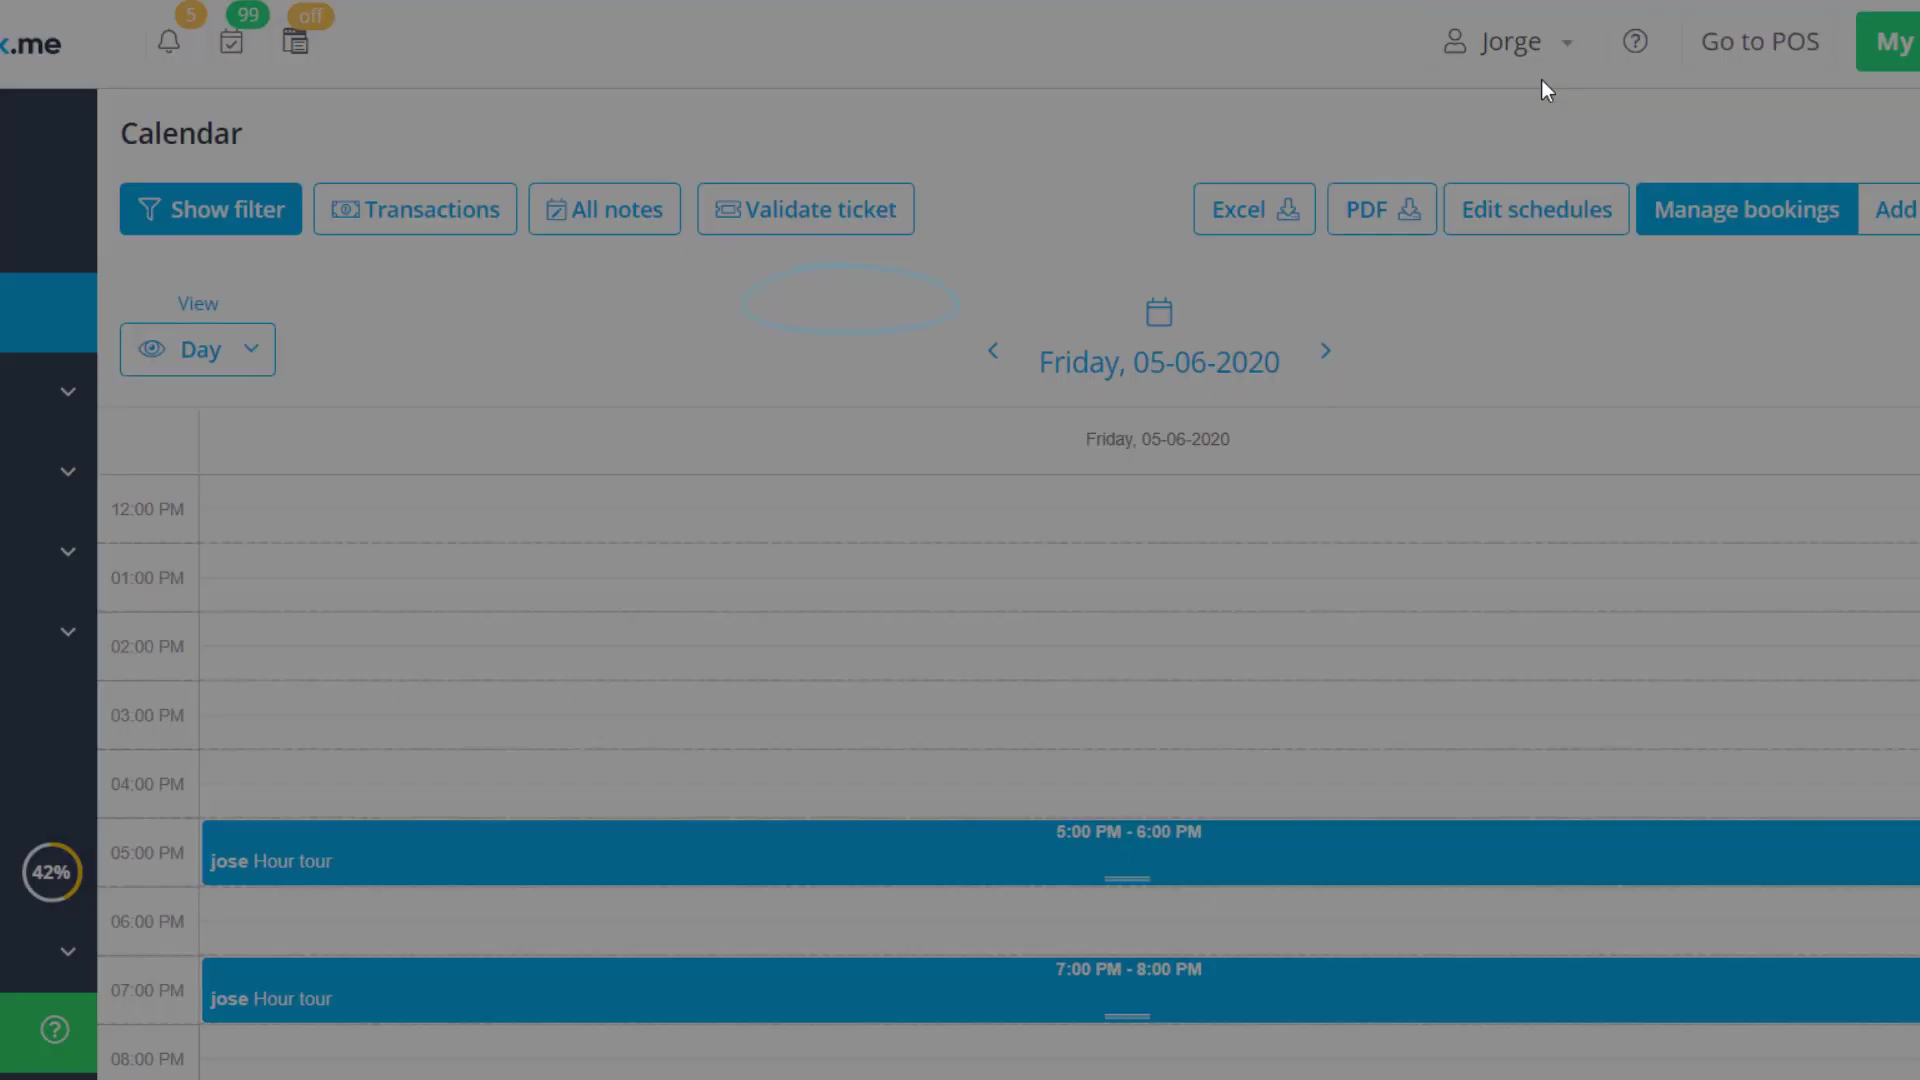 5 99 off
.me
Jorge
Go to POS
My
Calendar
Show filter
Transactions
All notes
Validate ticket
Excel
PDF
Edit schedules
Manage bookings
Add
View
Day
Friday, 05-06-2020
Friday, 05-06-2020
12:00 PM
01:00 PM
02:00 PM
03:00 PM
04:00 PM
05:00 PM
5:00 PM - 6:00 PM
jose Hour tour
42%
06:00 PM
07:00 PM
7:00 PM - 8:00 PM
jose Hour tour
08:00 PM